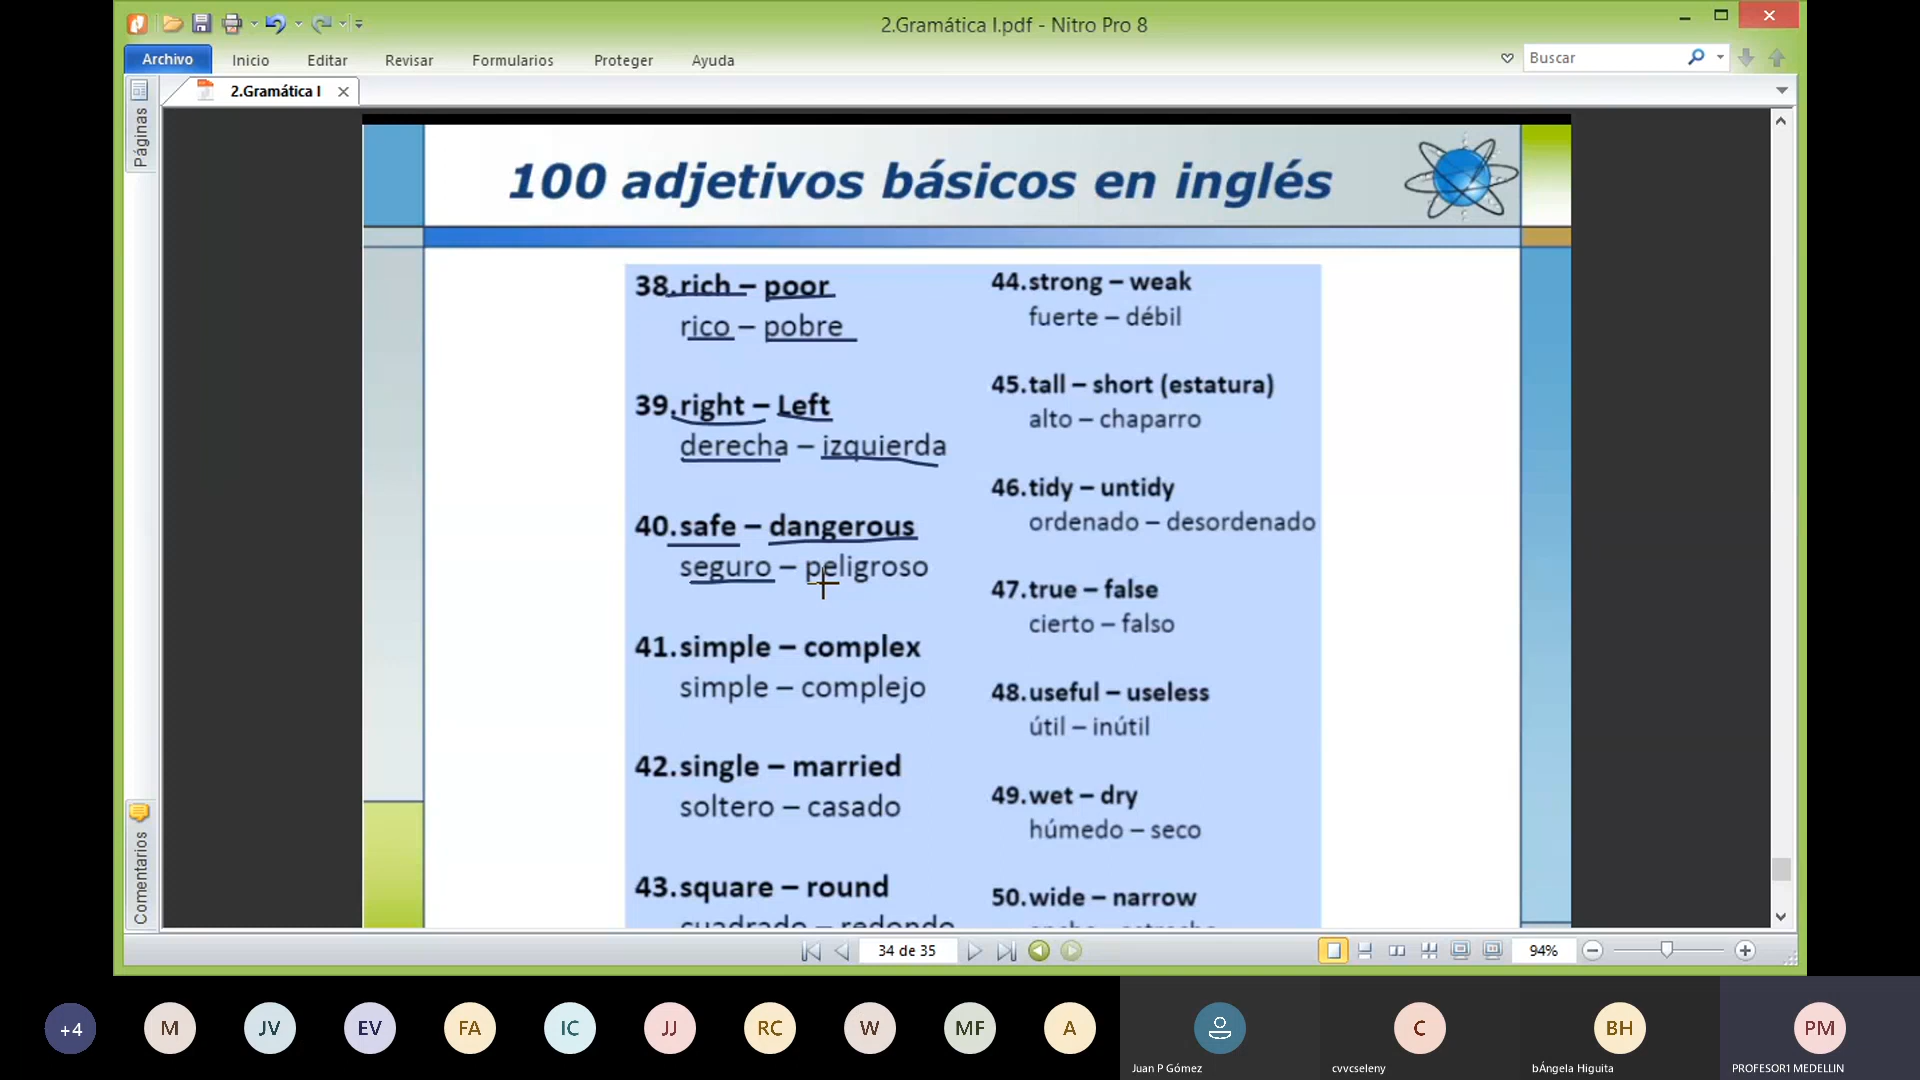 2.Gramática I.pdf - Nitro Pro 8
Archivo
Inicio
Editar
Revisar
Formularios
Proteger
Ayuda
Buscar
2.Gramática I
Páginas
100 adjetivos básicos en inglés
38. rich – poor
rico – pobre
39. right – Left
derecha – izquierda
40. safe – dangerous
seguro – peligroso
41. simple – complex
simple – complejo
42. single – married
soltero – casado
43. square – round
cuadrado – redondo
44. strong – weak
fuerte – débil
45. tall – short (estatura)
alto – chaparro
46. tidy – untidy
ordenado – desordenado
47. true – false
cierto – falso
48. useful – useless
útil – inútil
49. wet – dry
húmedo – seco
50. wide – narrow
Comentarios
34 de 35
94%
+4
M
JV
EV
FA
IC
JJ
RC
W
MF
A
Juan P Gómez
C
cvvcseleny
BH
bÁngela Higuita
PM
PROFESOR1 MEDELLIN